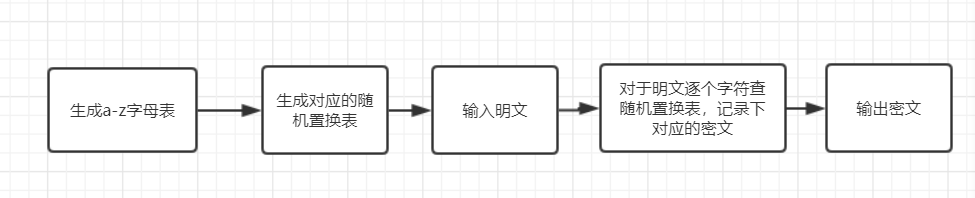 生成a-z字母表
生成对应的随
机置换表
输入明文
对于明文逐个字符查
随机置换表，记录下
对应的密文
输出密文